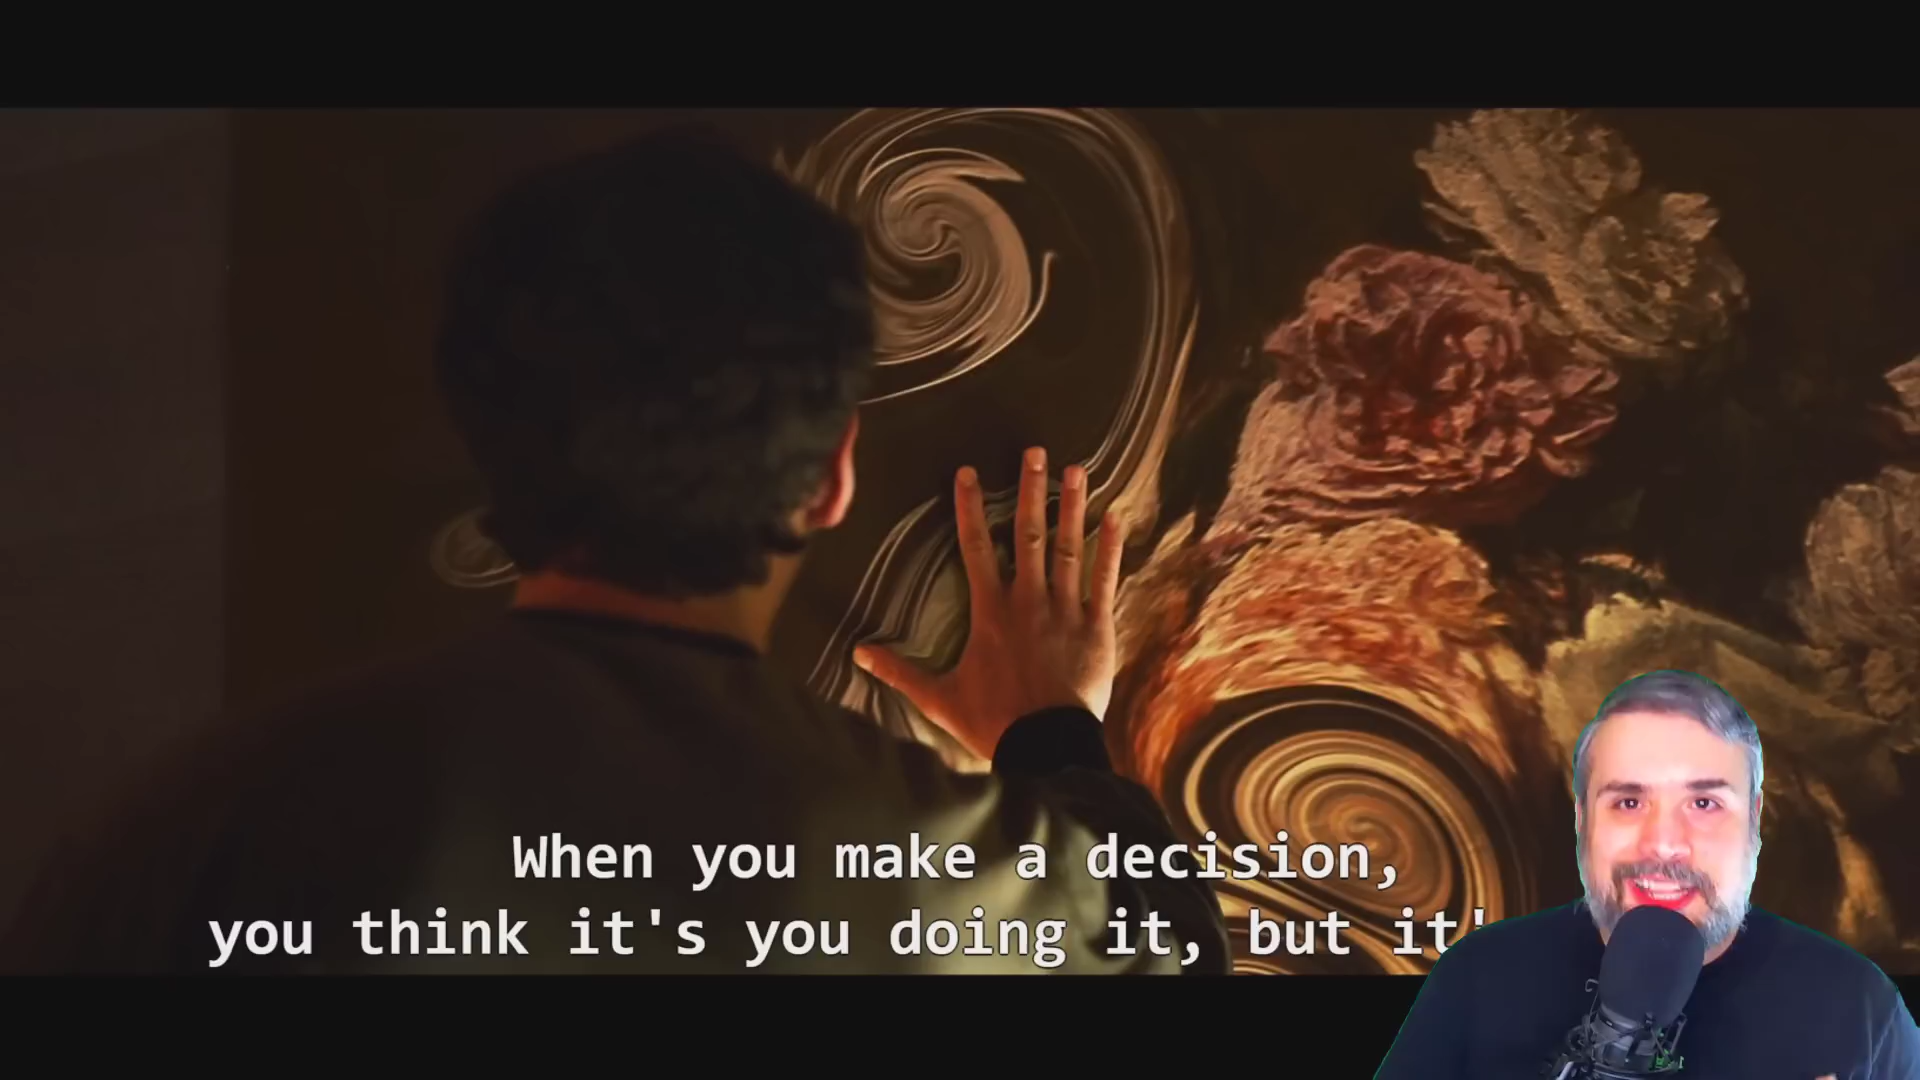 When you make a decision,
you think it's you doing it, but it'